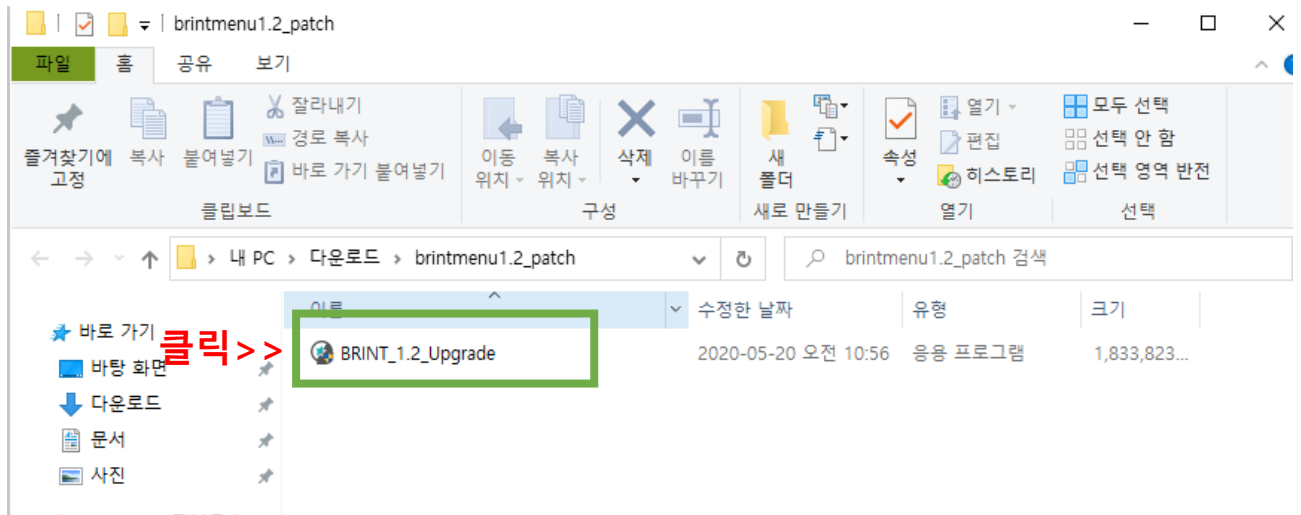 brintmenu1.2_patch
파일 홈 공유 보기
즐겨찾기에 고정
복사
붙여넣기
잘라내기
경로 복사
바로 가기 붙여넣기
클립보드
이동 위치
복사 위치
삭제
이름 바꾸기
구성
새 폴더
새로 만들기
속성
열기
편집
히스토리
열기
모두 선택
선택 안 함
선택 영역 반전
선택
내 PC > 다운로드 > brintmenu1.2_patch
brintmenu1.2_patch 검색
이름 수정한 날짜 유형 크기
바로 가기
클릭>>
BRINT_1.2_Upgrade 2020-05-20 오전 10:56 응용 프로그램 1,833,823...
바탕 화면
다운로드
문서
사진